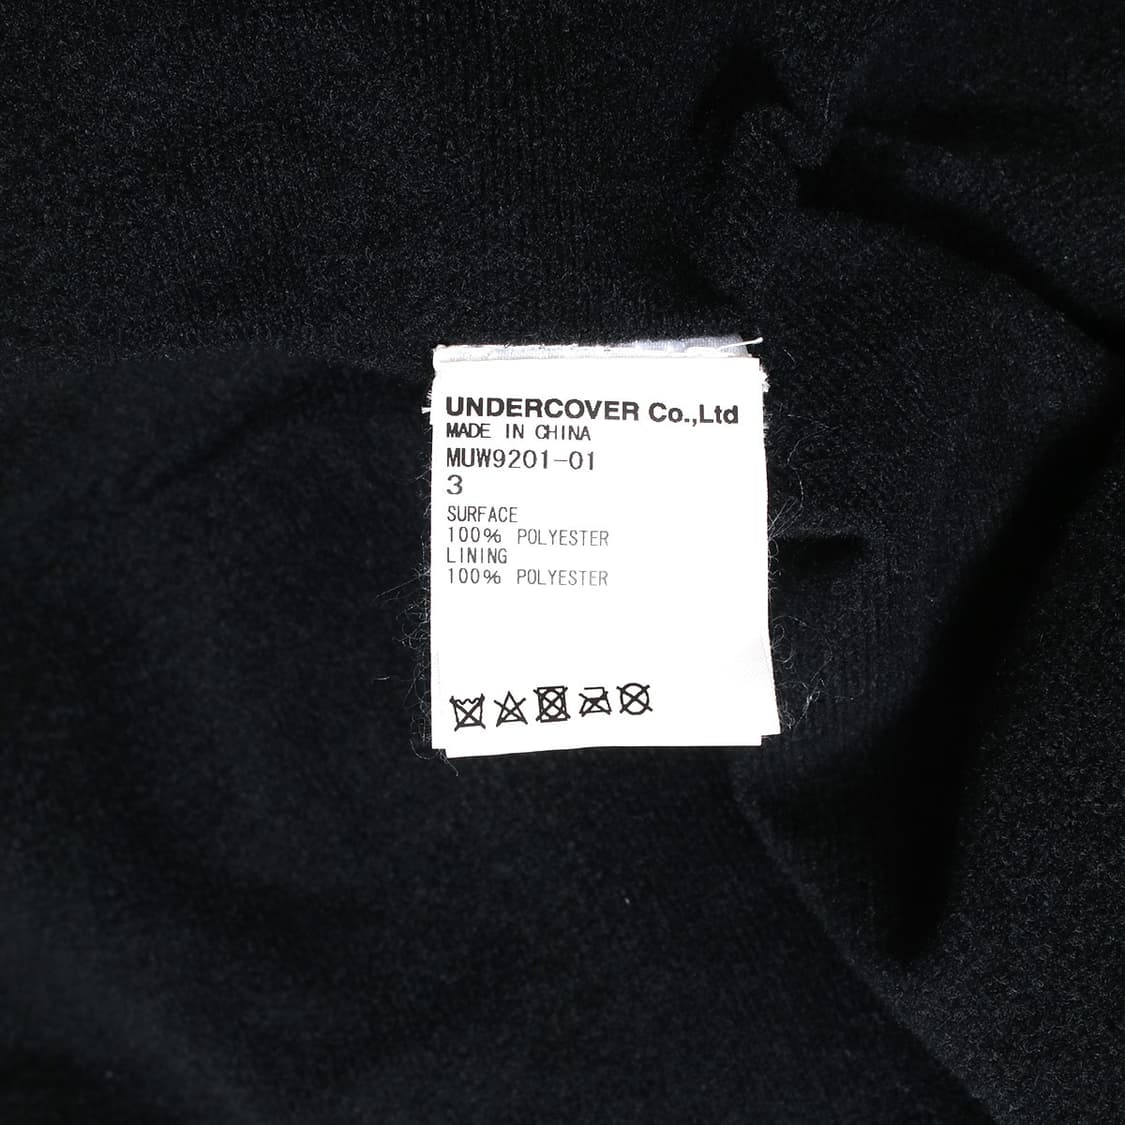 UNDERCOVER Co.,Ltd
MADE IN CHINA
MUW9201-01
3
SURFACE
100% POLYESTER
LINING
100% POLYESTER